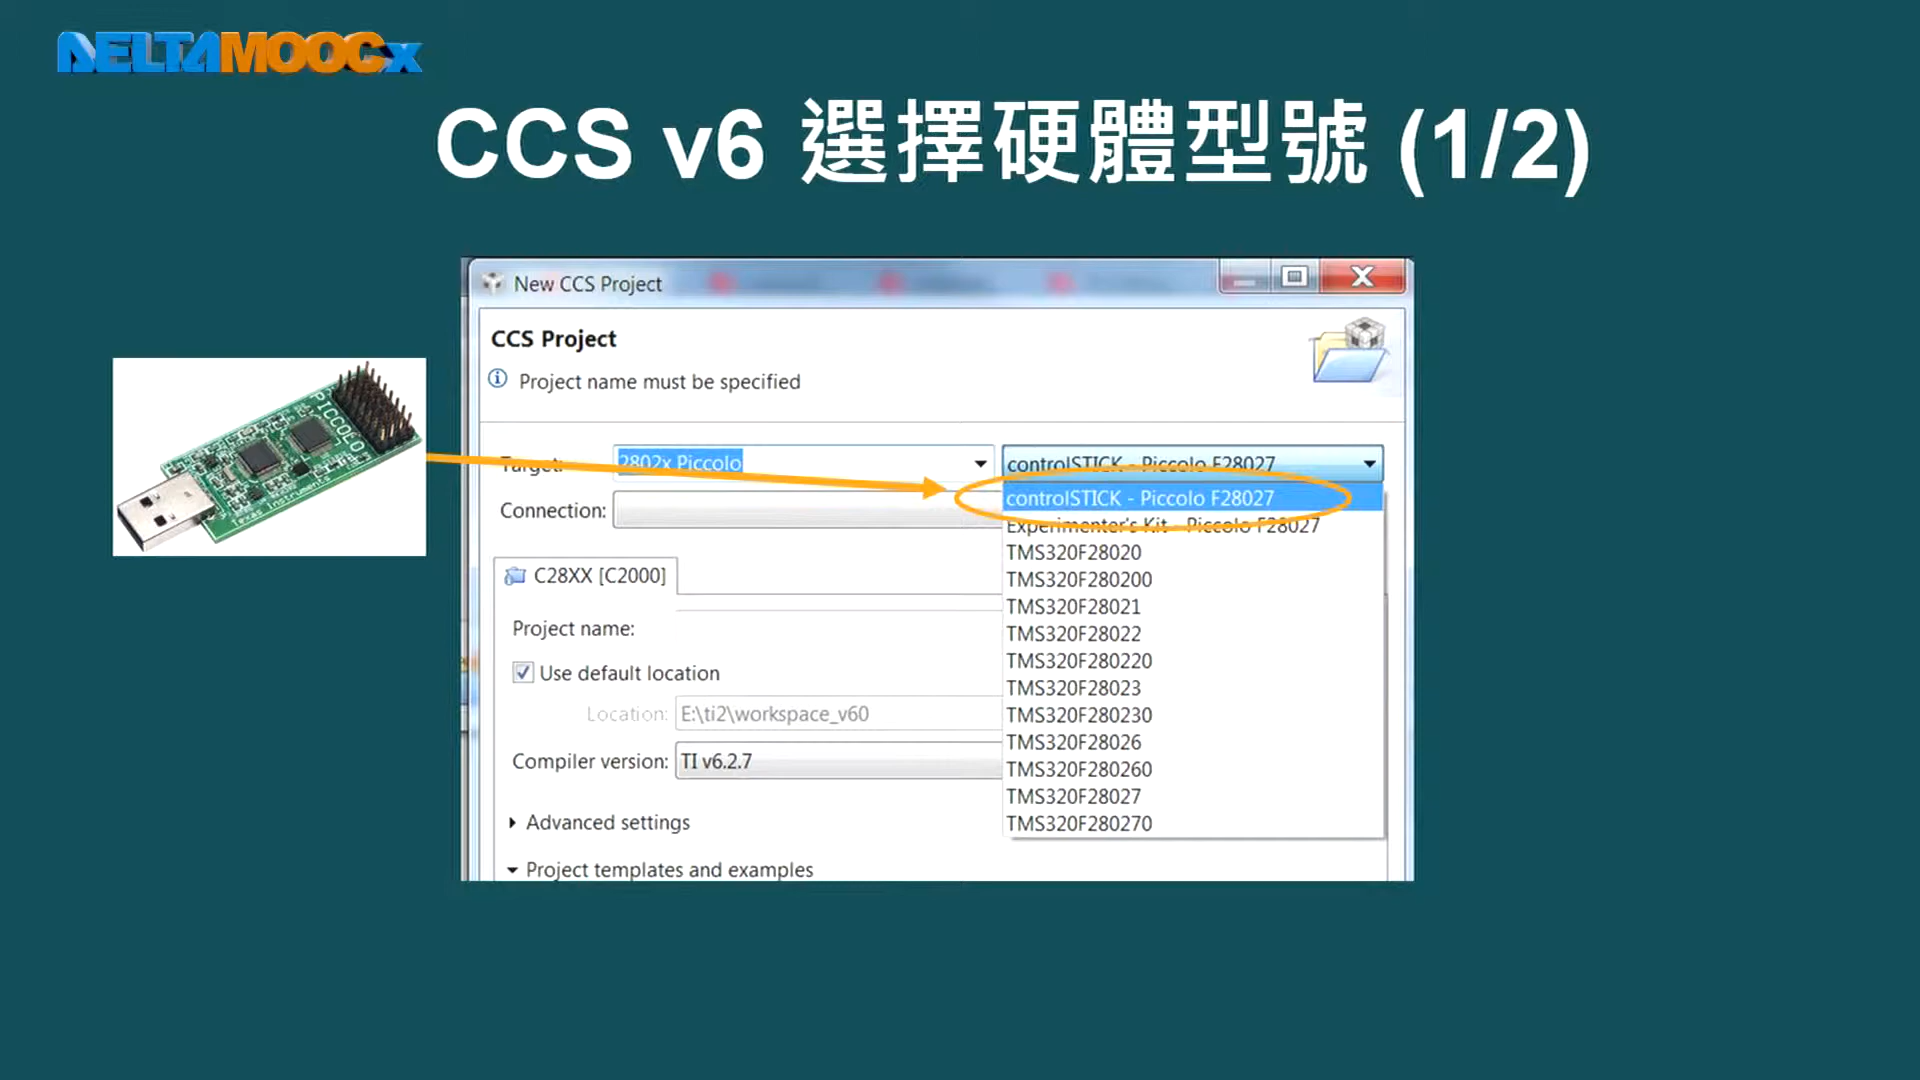 DELTAMOOCx
CCS v6 選擇硬體型號 (1/2)
New CCS Project
CCS Project
Project name must be specified
PICCOLO
Texas Instruments
Target: 2802x Piccolo controlSTICK - Piccolo F28027
controlSTICK - Piccolo F28027
Connection:
Experimenter's Kit - Piccolo F28027
TMS320F28020
C28XX [C2000]
TMS320F280200
TMS320F28021
Project name:
TMS320F28022
TMS320F280220
Use default location
TMS320F28023
Location: E:\ti2\workspace_v60
TMS320F280230
TMS320F28026
Compiler version: TI v6.2.7
TMS320F280260
TMS320F28027
TMS320F280270
Advanced settings
Project templates and examples